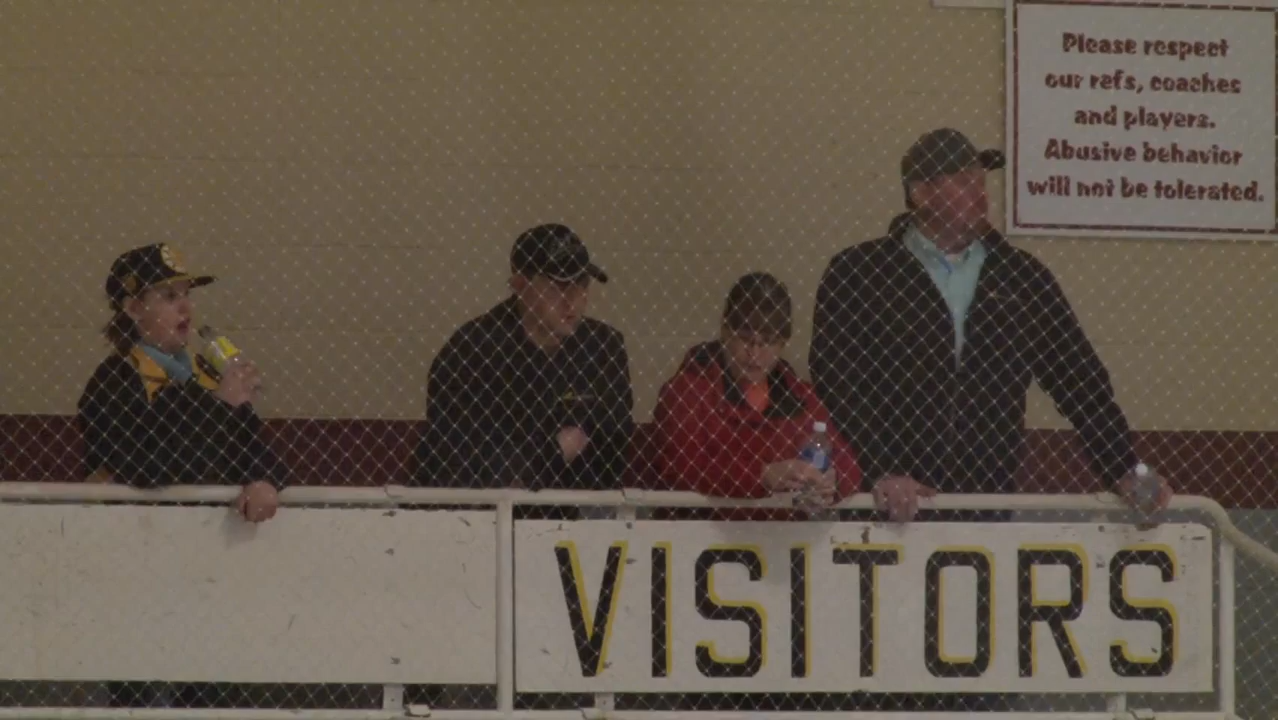 Please respect
our refs, coaches
and players.
Abusive behavior
will not be tolerated.
VISITORS